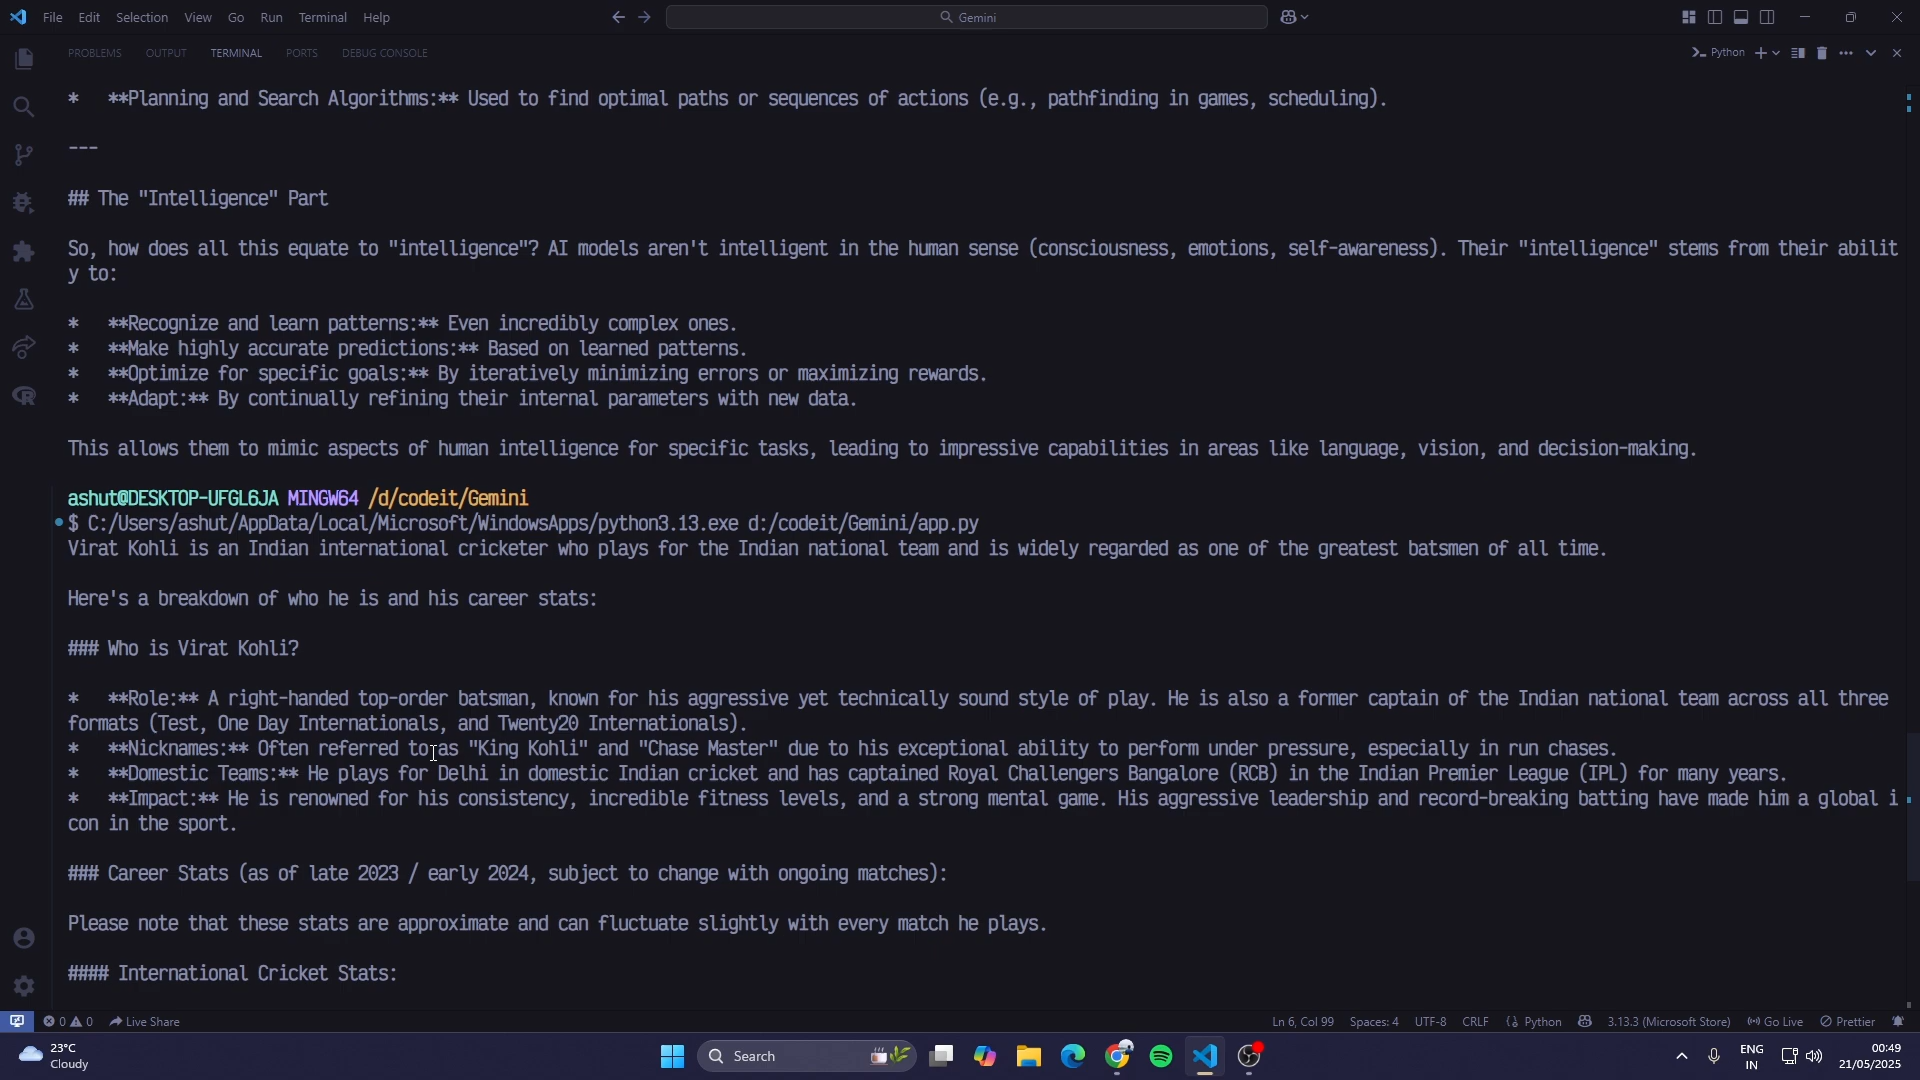 File Edit Selection View Go Run Terminal Help
Gemini
PROBLEMS OUTPUT TERMINAL PORTS DEBUG CONSOLE
Python
*   **Planning and Search Algorithms:** Used to find optimal paths or sequences of actions (e.g., pathfinding in games, scheduling).
---
## The "Intelligence" Part
So, how does all this equate to "intelligence"? AI models aren't intelligent in the human sense (consciousness, emotions, self-awareness). Their "intelligence" stems from their abilit
y to:
*   **Recognize and learn patterns:** Even incredibly complex ones.
*   **Make highly accurate predictions:** Based on learned patterns.
*   **Optimize for specific goals:** By iteratively minimizing errors or maximizing rewards.
*   **Adapt:** By continually refining their internal parameters with new data.
This allows them to mimic aspects of human intelligence for specific tasks, leading to impressive capabilities in areas like language, vision, and decision-making.
ashut@DESKTOP-UFGL6JA MINGW64 /d/codeit/Gemini
$ C:/Users/ashut/AppData/Local/Microsoft/WindowsApps/python3.13.exe d:/codeit/Gemini/app.py
Virat Kohli is an Indian international cricketer who plays for the Indian national team and is widely regarded as one of the greatest batsmen of all time.
Here's a breakdown of who he is and his career stats:
### Who is Virat Kohli?
*   **Role:** A right-handed top-order batsman, known for his aggressive yet technically sound style of play. He is also a former captain of the Indian national team across all three
formats (Test, One Day Internationals, and Twenty20 Internationals).
*   **Nicknames:** Often referred to as "King Kohli" and "Chase Master" due to his exceptional ability to perform under pressure, especially in run chases.
*   **Domestic Teams:** He plays for Delhi in domestic Indian cricket and has captained Royal Challengers Bangalore (RCB) in the Indian Premier League (IPL) for many years.
*   **Impact:** He is renowned for his consistency, incredible fitness levels, and a strong mental game. His aggressive leadership and record-breaking batting have made him a global i
con in the sport.
### Career Stats (as of late 2023 / early 2024, subject to change with ongoing matches):
Please note that these stats are approximate and can fluctuate slightly with every match he plays.
#### International Cricket Stats:
0 0 Live Share Ln 6, Col 99 Spaces: 4 UTF-8 CRLF Python 3.13.3 (Microsoft Store) Go Live Prettier
23°C
Cloudy
Search
ENG
IN
00:49
21/05/2025